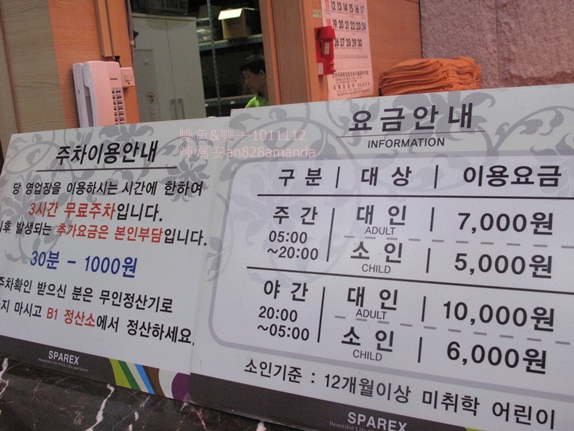 주차이용안내
당 영업장을 이용하시는 시간에 한하여
3시간 무료주차입니다.
이후 발생되는 추가요금은 본인부담입니다.
30분 - 1000원
주차확인 받으신 분은 무인정산기로
마시고 B1 정산소에서 정산하세요.
SPAREX
요금안내
INFORMATION
구분 | 대상 | 이용요금
주간 대인 7,000원
05:00 ADULT
~20:00 소인 5,000원
CHILD
야간 대인 10,000원
20:00 ADULT
~05:00 소인 6,000원
CHILD
소인기준 : 12개월이상 미취학 어린이
SPAREX
1011112
an828amanda